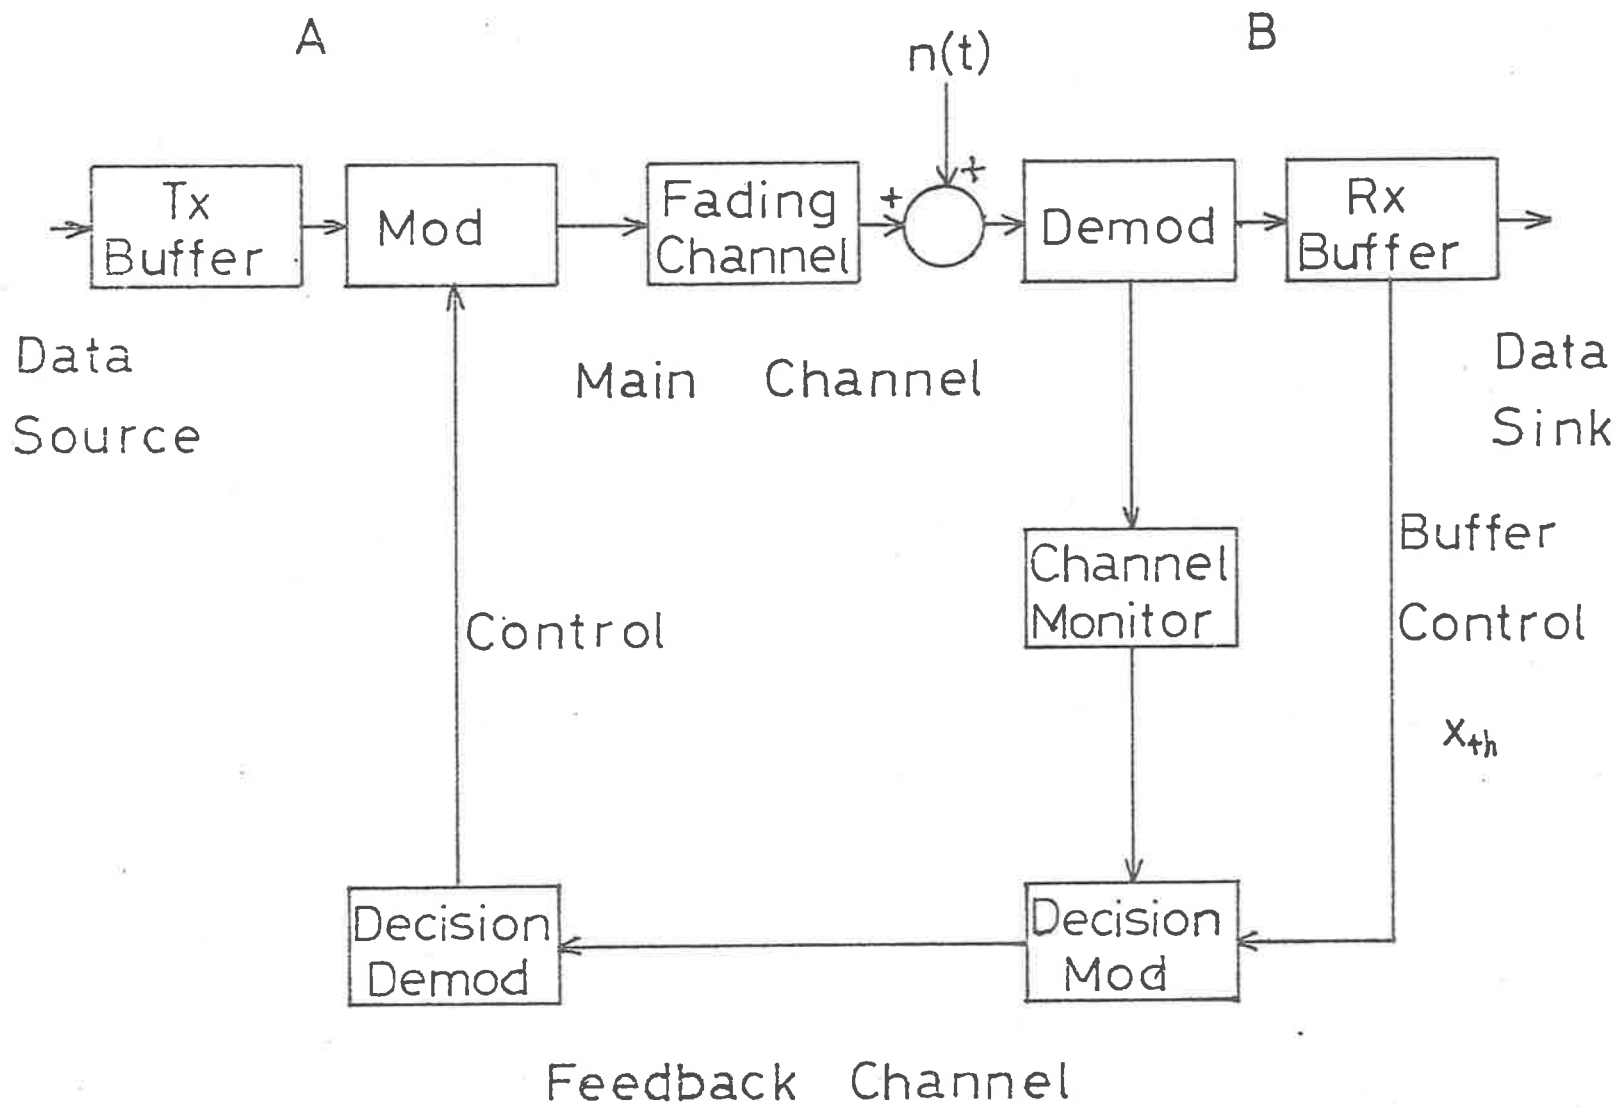 A
B
n(t)
+
+
Tx
Buffer
Mod
Fading
Channel
Demod
Rx
Buffer
Data
Source
Main Channel
Data
Sink
Channel
Monitor
Buffer
Control
x_th
Control
Decision
Demod
Decision
Mod
Feedback Channel